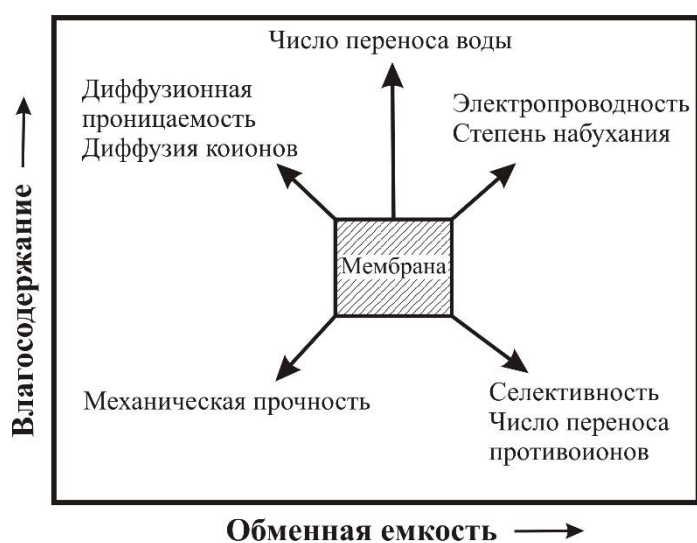 Число переноса воды
Диффузионная
проницаемость
Диффузия коионов
Электропроводность
Степень набухания
Влагосодержание
Мембрана
Механическая прочность
Селективность
Число переноса
противоионов
Обменная емкость